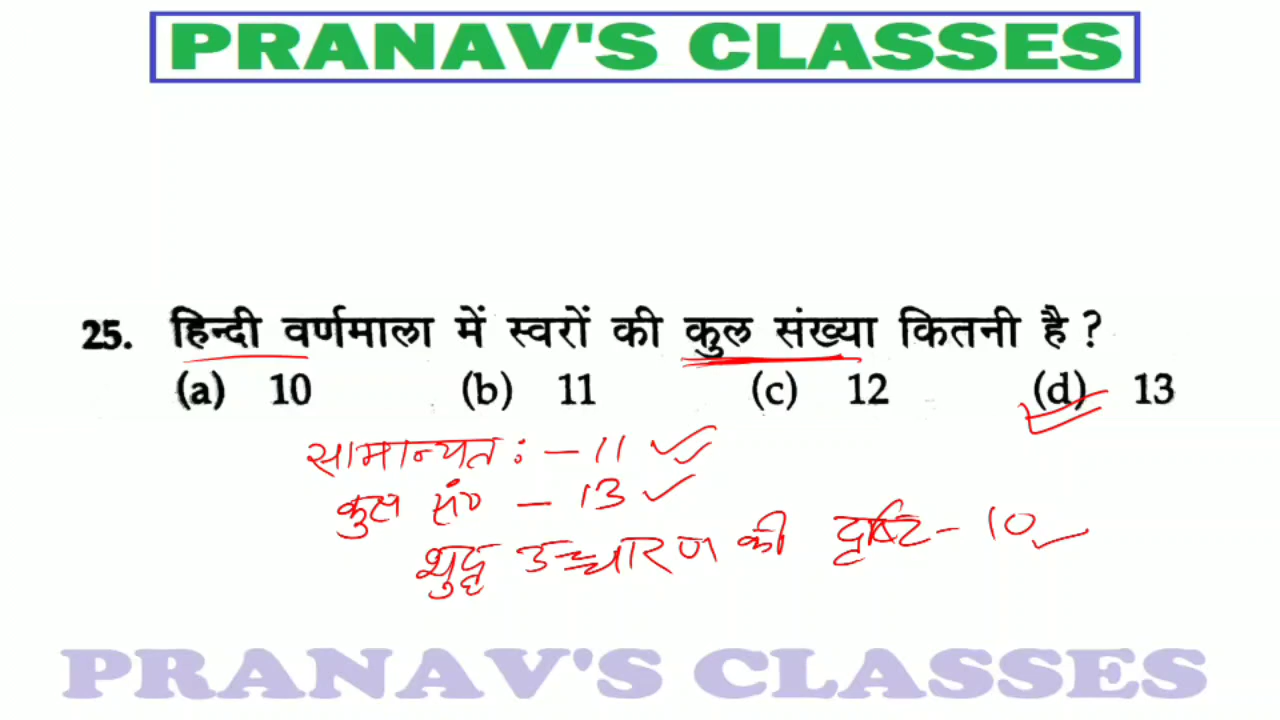 PRANAV'S CLASSES
25. हिन्दी वर्णमाला में स्वरों की कुल संख्या कितनी है ?
(a) 10 (b) 11 (c) 12 (d) 13
सामान्यत: - 11
कुल सं० - 13
शुद्ध उच्चारण की दृष्टि - 10
PRANAV'S CLASSES